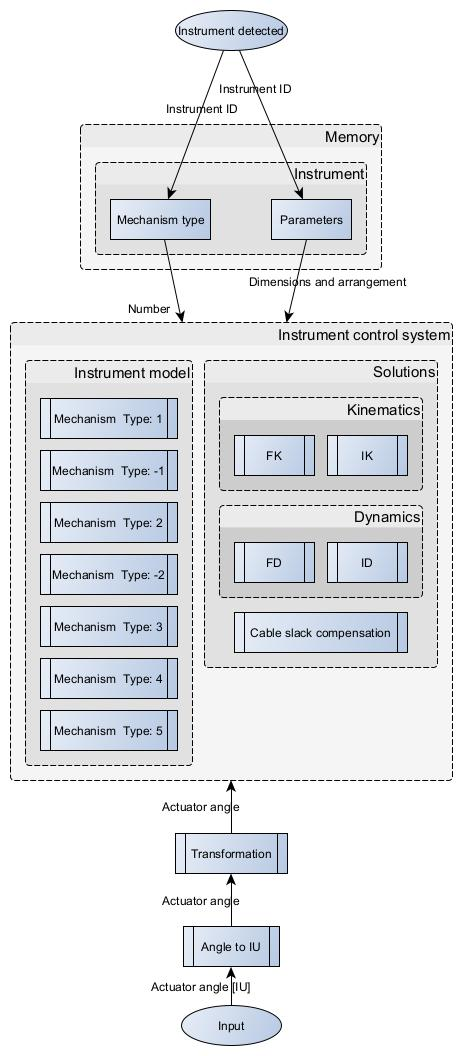 Instrument detected
Instrument ID
Instrument ID
Memory
Instrument
Mechanism type
Parameters
Dimensions and arrangement
Number
Instrument control system
Instrument model
Solutions
Mechanism Type: 1
Mechanism Type: -1
Mechanism Type: 2
Mechanism Type: -2
Mechanism Type: 3
Mechanism Type: 4
Mechanism Type: 5
Kinematics
FK
IK
Dynamics
FD
ID
Cable slack compensation
Actuator angle
Transformation
Actuator angle
Angle to IU
Actuator angle [IU]
Input